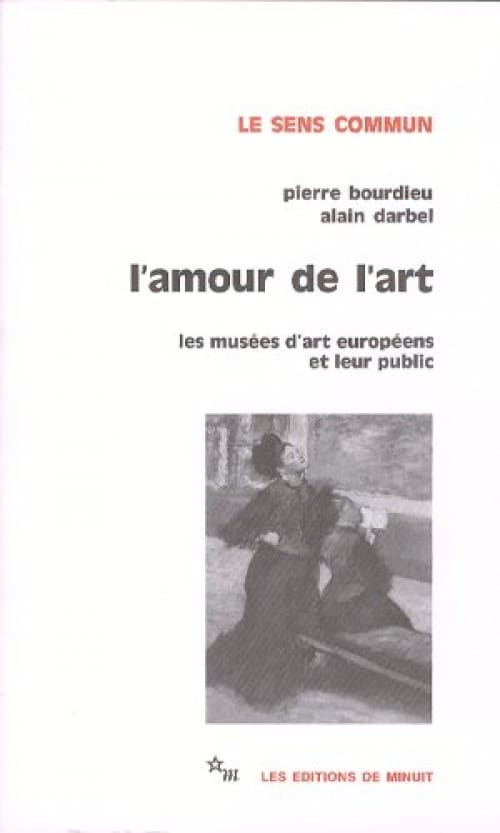 LE SENS COMMUN
pierre bourdieu
alain darbel
l'amour de l'art
les musées d'art européens
et leur public
m
LES EDITIONS DE MINUIT